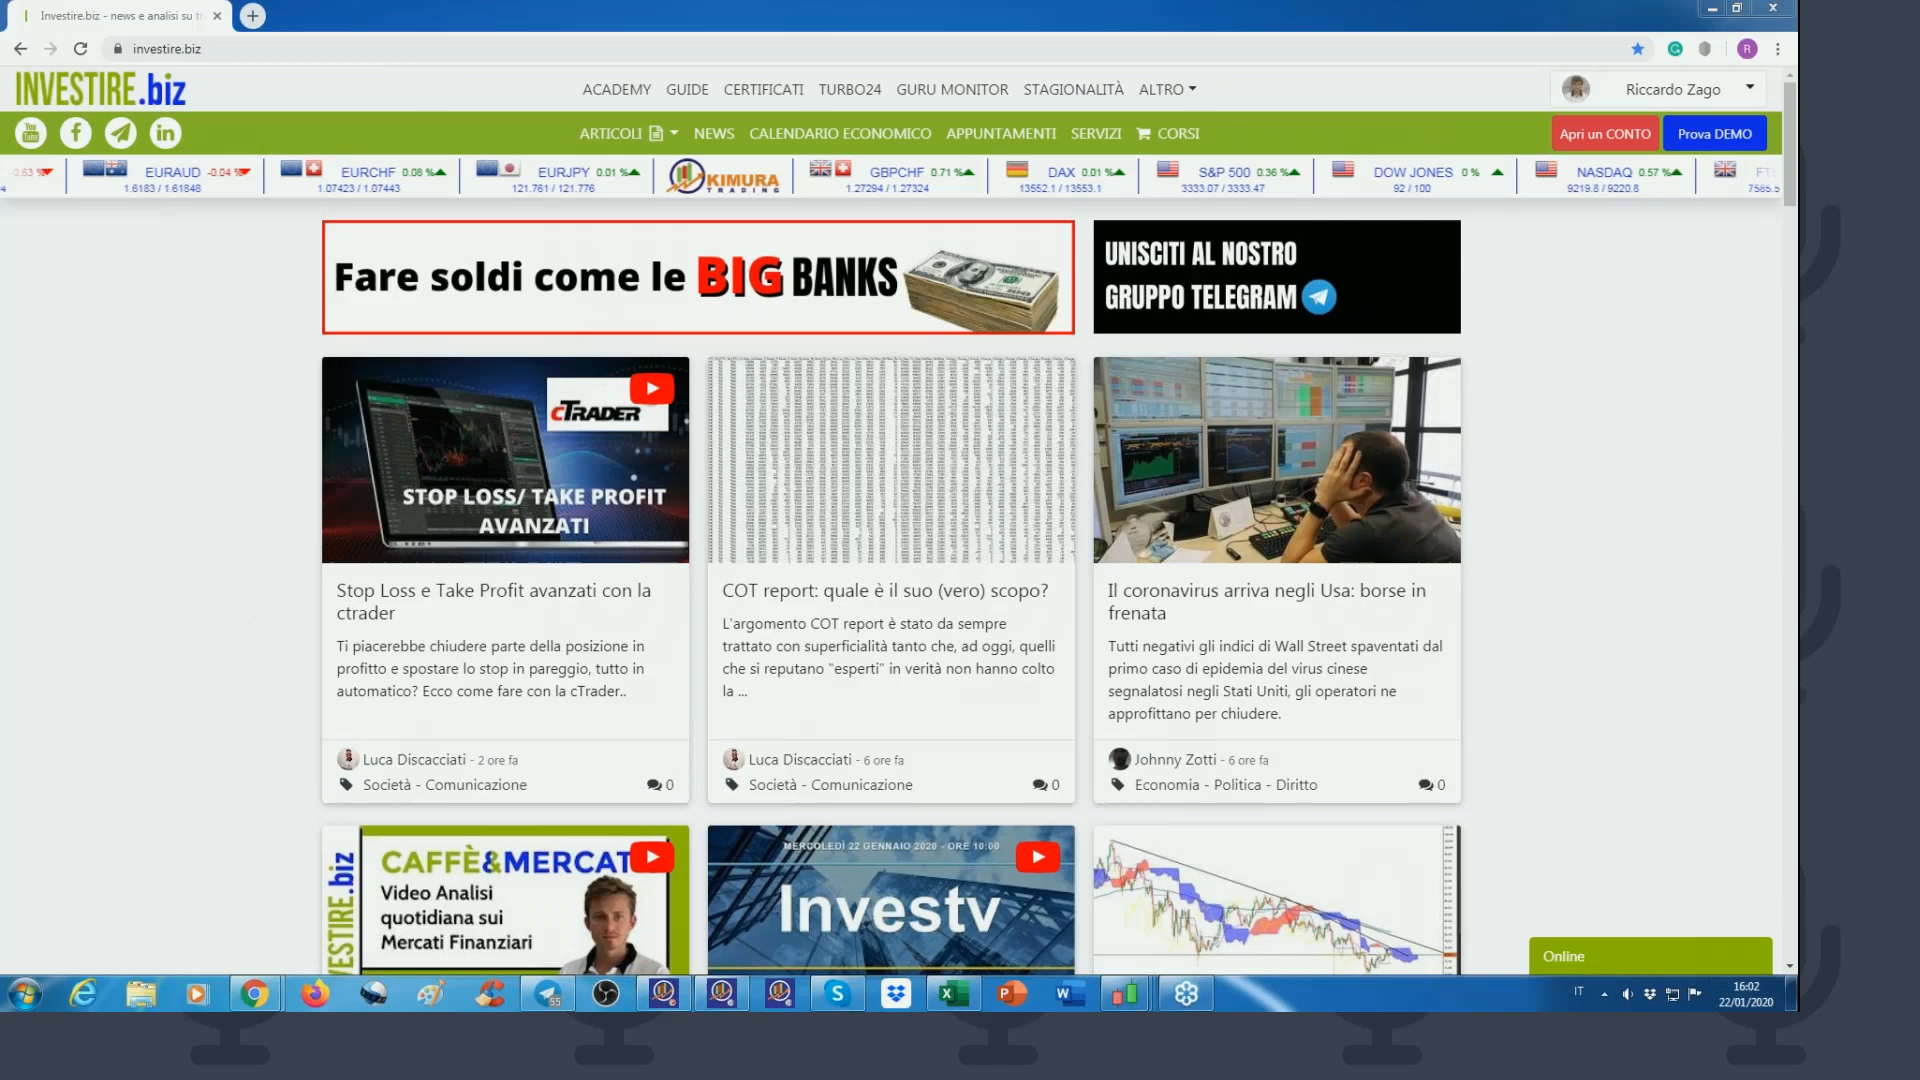 Investire.biz - news e analisi su t
investire.biz
INVESTIRE.biz
ACADEMY GUIDE CERTIFICATI TURBO24 GURU MONITOR STAGIONALITÀ ALTRO
Riccardo Zago
ARTICOLI NEWS CALENDARIO ECONOMICO APPUNTAMENTI SERVIZI CORSI
Apri un CONTO
Prova DEMO
EURAUD -0.04 %
1.6183 / 1.61848
EURCHF 0.08 %
1.07423 / 1.07443
EURJPY 0.01 %
121.761 / 121.776
KIMURA
TRADING
GBPCHF 0.71 %
1.27294 / 1.27324
DAX 0.01 %
13552.1 / 13553.1
S&P 500 0.36 %
3333.07 / 3333.47
DOW JONES 0 %
92 / 100
NASDAQ 0.57 %
9219.8 / 9220.8
Fare soldi come le BIG BANKS
UNISCITI AL NOSTRO
GRUPPO TELEGRAM
cTRADER
STOP LOSS/ TAKE PROFIT
AVANZATI
Stop Loss e Take Profit avanzati con la
ctrader
Ti piacerebbe chiudere parte della posizione in
profitto e spostare lo stop in pareggio, tutto in
automatico? Ecco come fare con la cTrader..
Luca Discacciati - 2 ore fa
Società - Comunicazione
0
COT report: quale è il suo (vero) scopo?
L'argomento COT report è stato da sempre
trattato con superficialità tanto che, ad oggi, quelli
che si reputano "esperti" in verità non hanno colto
la ...
Luca Discacciati - 6 ore fa
Società - Comunicazione
0
Il coronavirus arriva negli Usa: borse in
frenata
Tutti negativi gli indici di Wall Street spaventati dal
primo caso di epidemia del virus cinese
segnalatosi negli Stati Uniti, gli operatori ne
approfittano per chiudere.
Johnny Zotti - 6 ore fa
Economia - Politica - Diritto
0
ESTIRE.biz
CAFFÈ&MERCAT
Video Analisi
quotidiana sui
Mercati Finanziari
MERCOLEDÌ 22 GENNAIO 2020 - ORE 10:00
Investv
Online
55
IT
16:02
22/01/2020